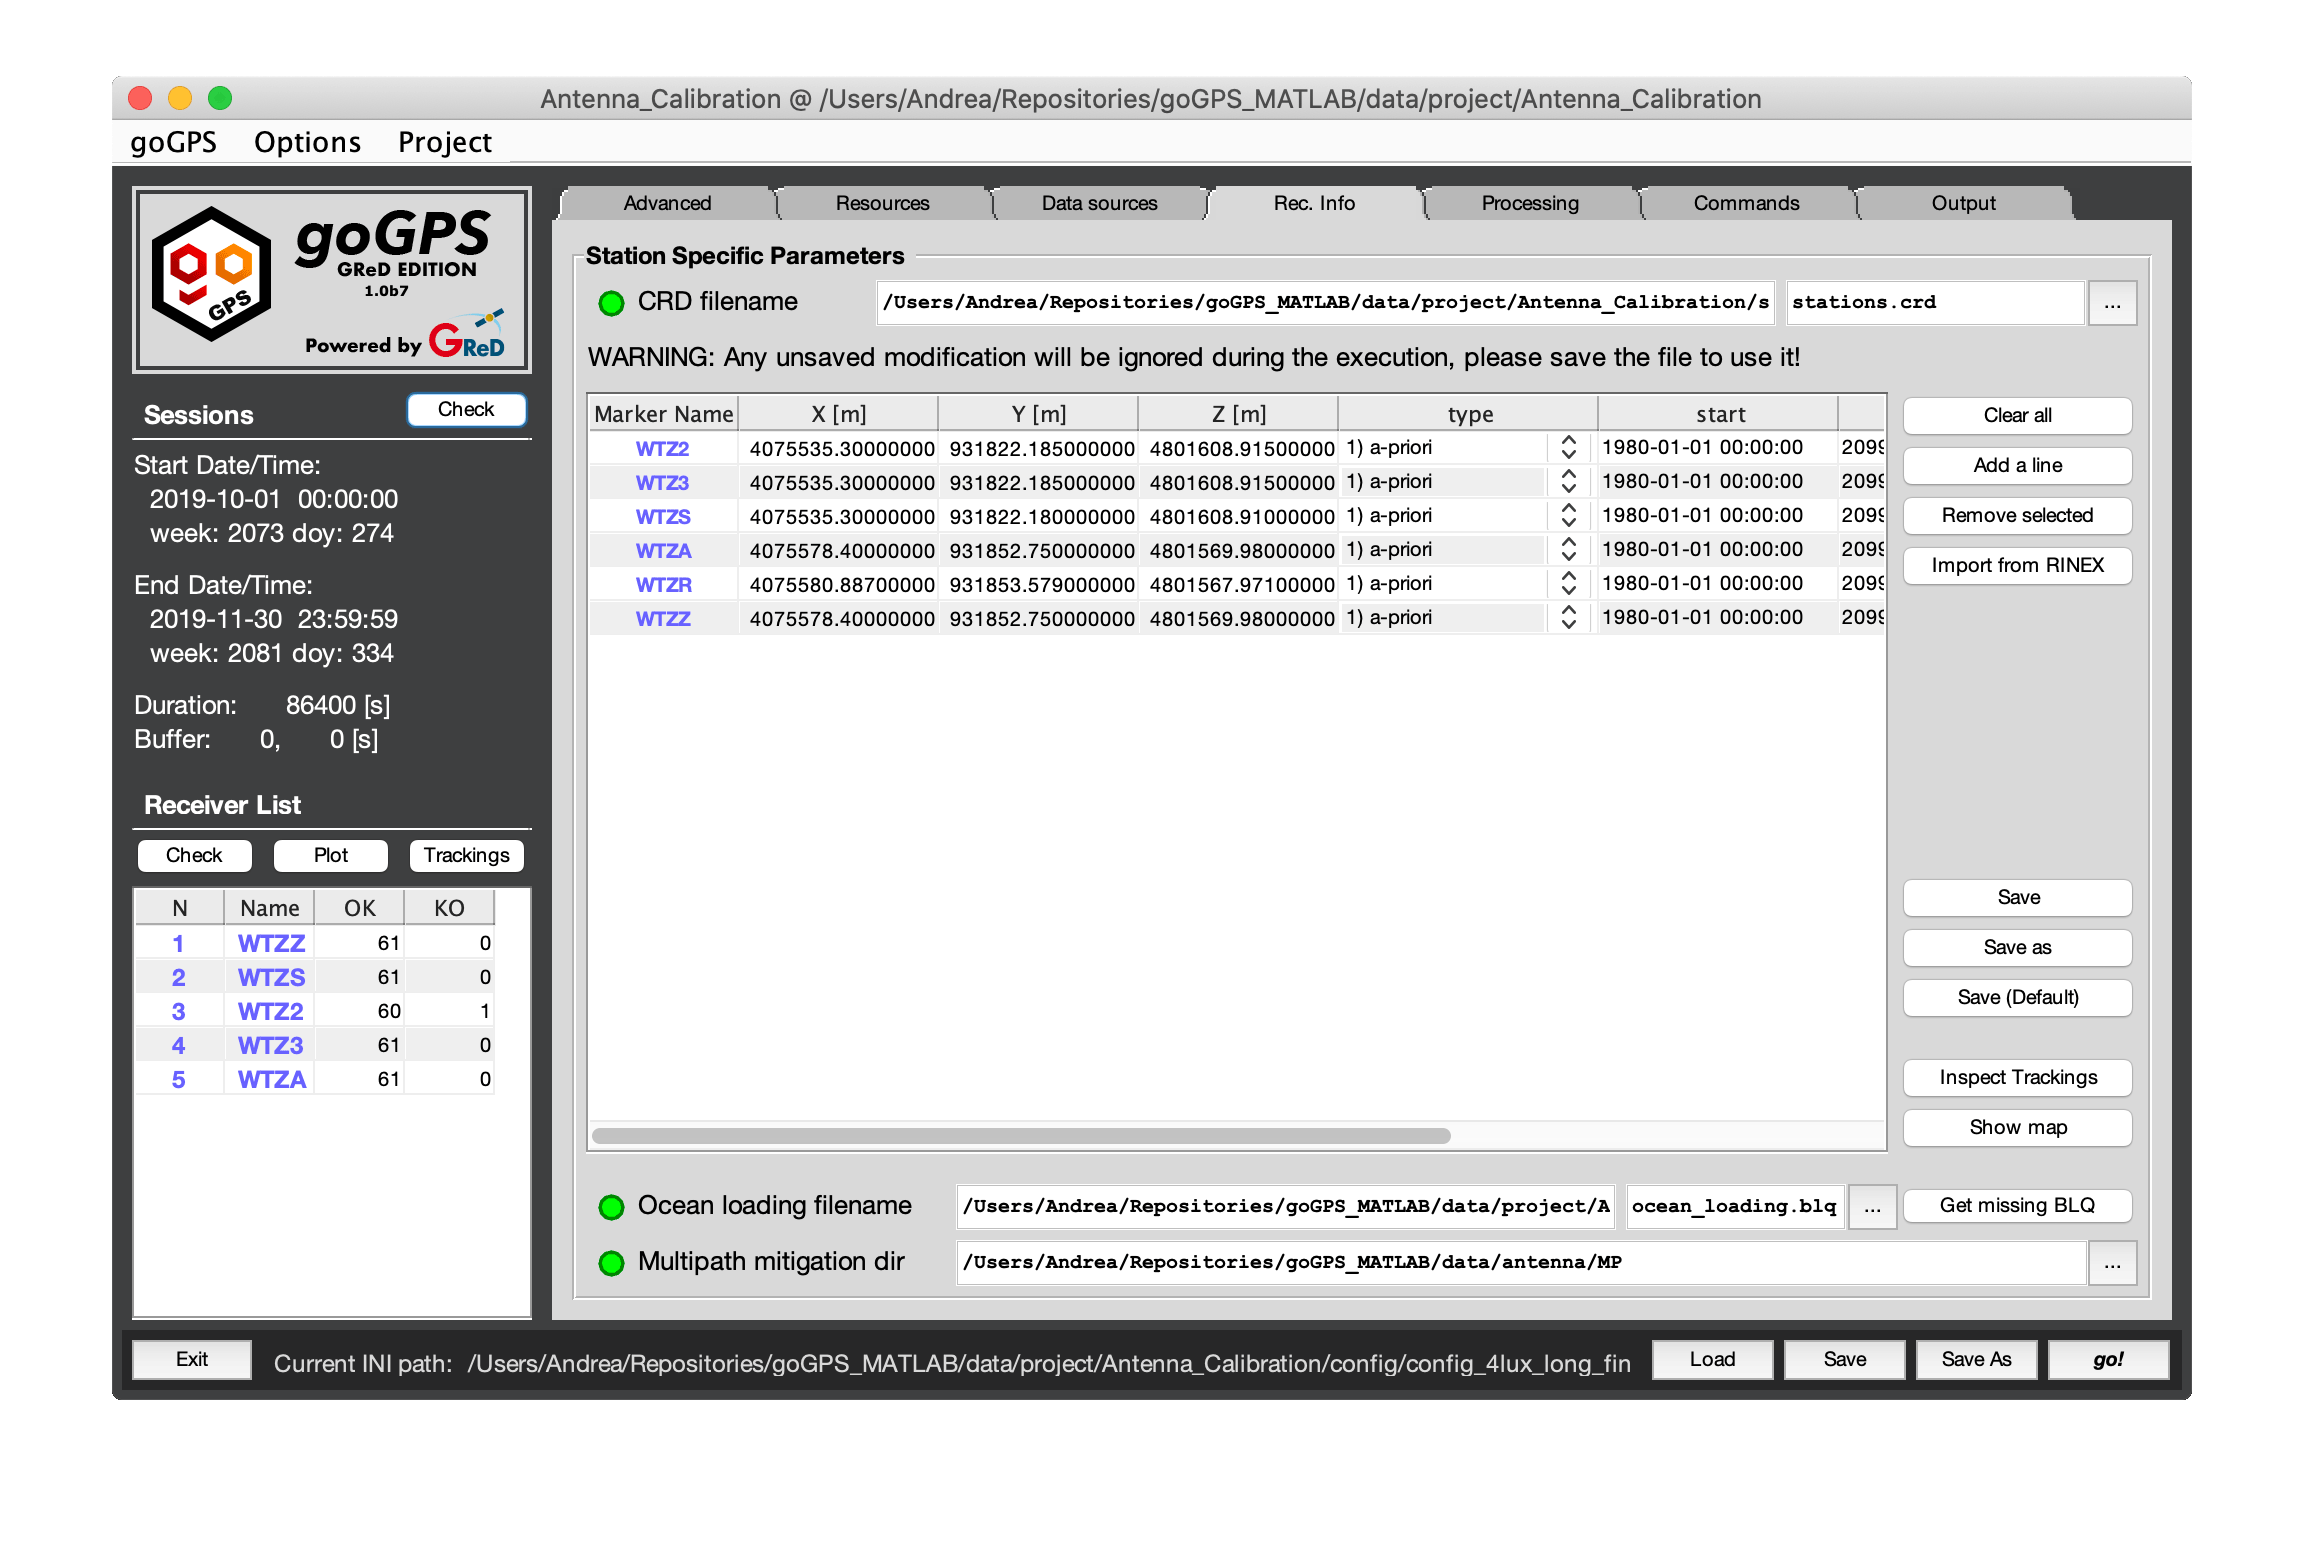 Antenna_Calibration @ /Users/Andrea/Repositories/goGPS_MATLAB/data/project/Antenna_Calibration
goGPS Options Project
goGPS
GReD EDITION
1.0b7
Powered by GReD
go GPS
Advanced Resources Data sources Rec. Info Processing Commands Output
Sessions Check
Start Date/Time:
2019-10-01 00:00:00
week: 2073 doy: 274
End Date/Time:
2019-11-30 23:59:59
week: 2081 doy: 334
Duration: 86400 [s]
Buffer: 0, 0 [s]
Receiver List
Check Plot Trackings
N Name OK KO
1 WTZZ 61 0
2 WTZS 61 0
3 WTZ2 60 1
4 WTZ3 61 0
5 WTZA 61 0
Station Specific Parameters
CRD filename /Users/Andrea/Repositories/goGPS_MATLAB/data/project/Antenna_Calibration/s stations.crd ...
WARNING: Any unsaved modification will be ignored during the execution, please save the file to use it!
Marker Name X [m] Y [m] Z [m] type start
WTZ2 4075535.30000000 931822.185000000 4801608.91500000 1) a-priori 1980-01-01 00:00:00 2099
WTZ3 4075535.30000000 931822.185000000 4801608.91500000 1) a-priori 1980-01-01 00:00:00 2099
WTZS 4075535.30000000 931822.180000000 4801608.91000000 1) a-priori 1980-01-01 00:00:00 2099
WTZA 4075578.40000000 931852.750000000 4801569.98000000 1) a-priori 1980-01-01 00:00:00 2099
WTZR 4075580.88700000 931853.579000000 4801567.97100000 1) a-priori 1980-01-01 00:00:00 2099
WTZZ 4075578.40000000 931852.750000000 4801569.98000000 1) a-priori 1980-01-01 00:00:00 2099
Clear all
Add a line
Remove selected
Import from RINEX
Save
Save as
Save (Default)
Inspect Trackings
Show map
Ocean loading filename /Users/Andrea/Repositories/goGPS_MATLAB/data/project/A ocean_loading.blq ... Get missing BLQ
Multipath mitigation dir /Users/Andrea/Repositories/goGPS_MATLAB/data/antenna/MP ...
Exit Current INI path: /Users/Andrea/Repositories/goGPS_MATLAB/data/project/Antenna_Calibration/config/config_4lux_long_fin Load Save Save As go!